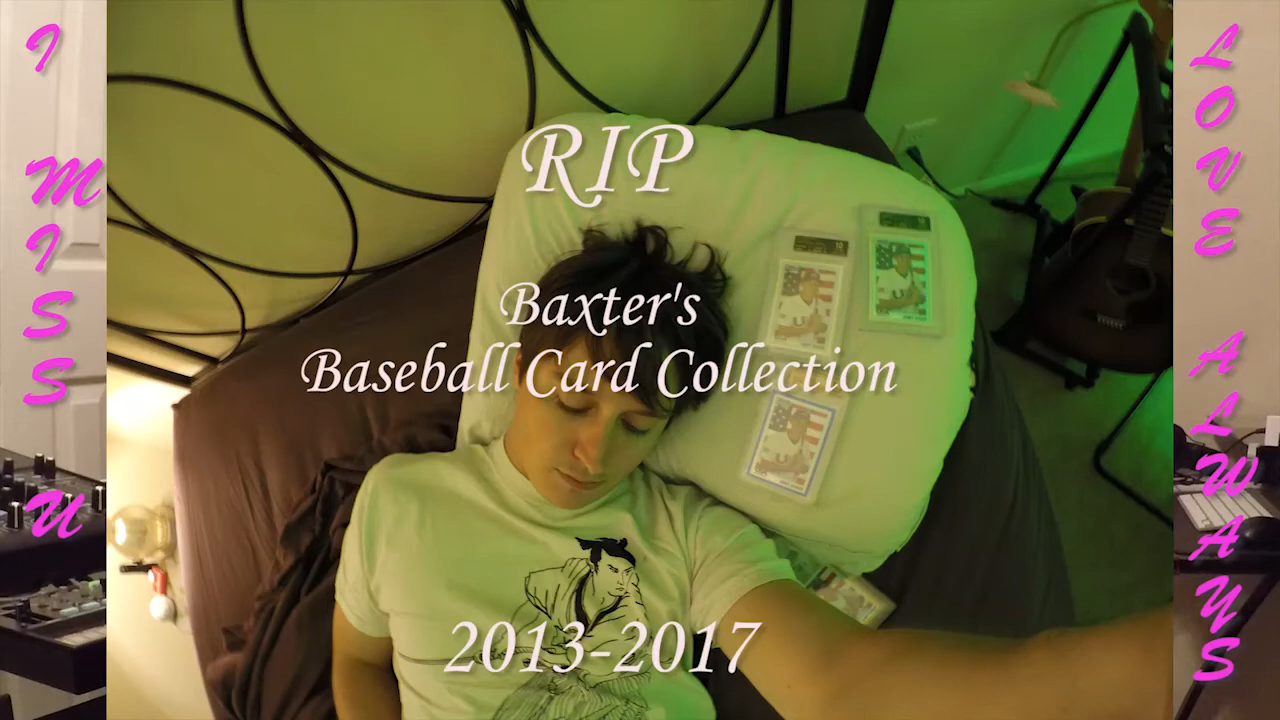 I MISS U
RIP
Baxter's
Baseball Card Collection
2013-2017
LOVE ALWAYS